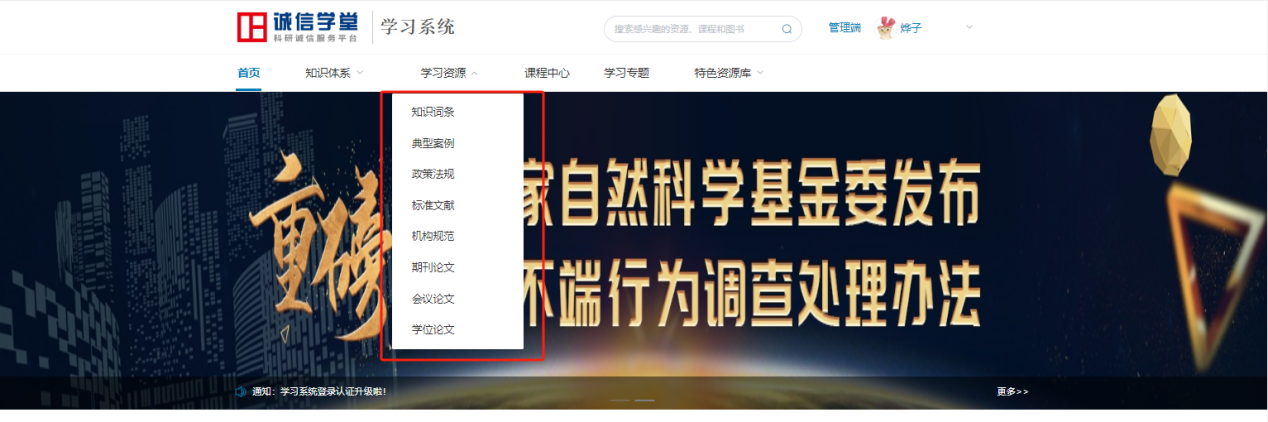 诚信学堂
科研诚信服务平台
学习系统
搜索感兴趣的资源、课程和图书
管理端
烨子
首页
知识体系
学习资源
课程中心
学习专题
特色资源库
知识词条
典型案例
政策法规
标准文献
机构规范
期刊论文
会议论文
学位论文
重磅
家自然科学基金委发布
不端行为调查处理办法
通知：学习系统登录认证升级啦!
更多>>